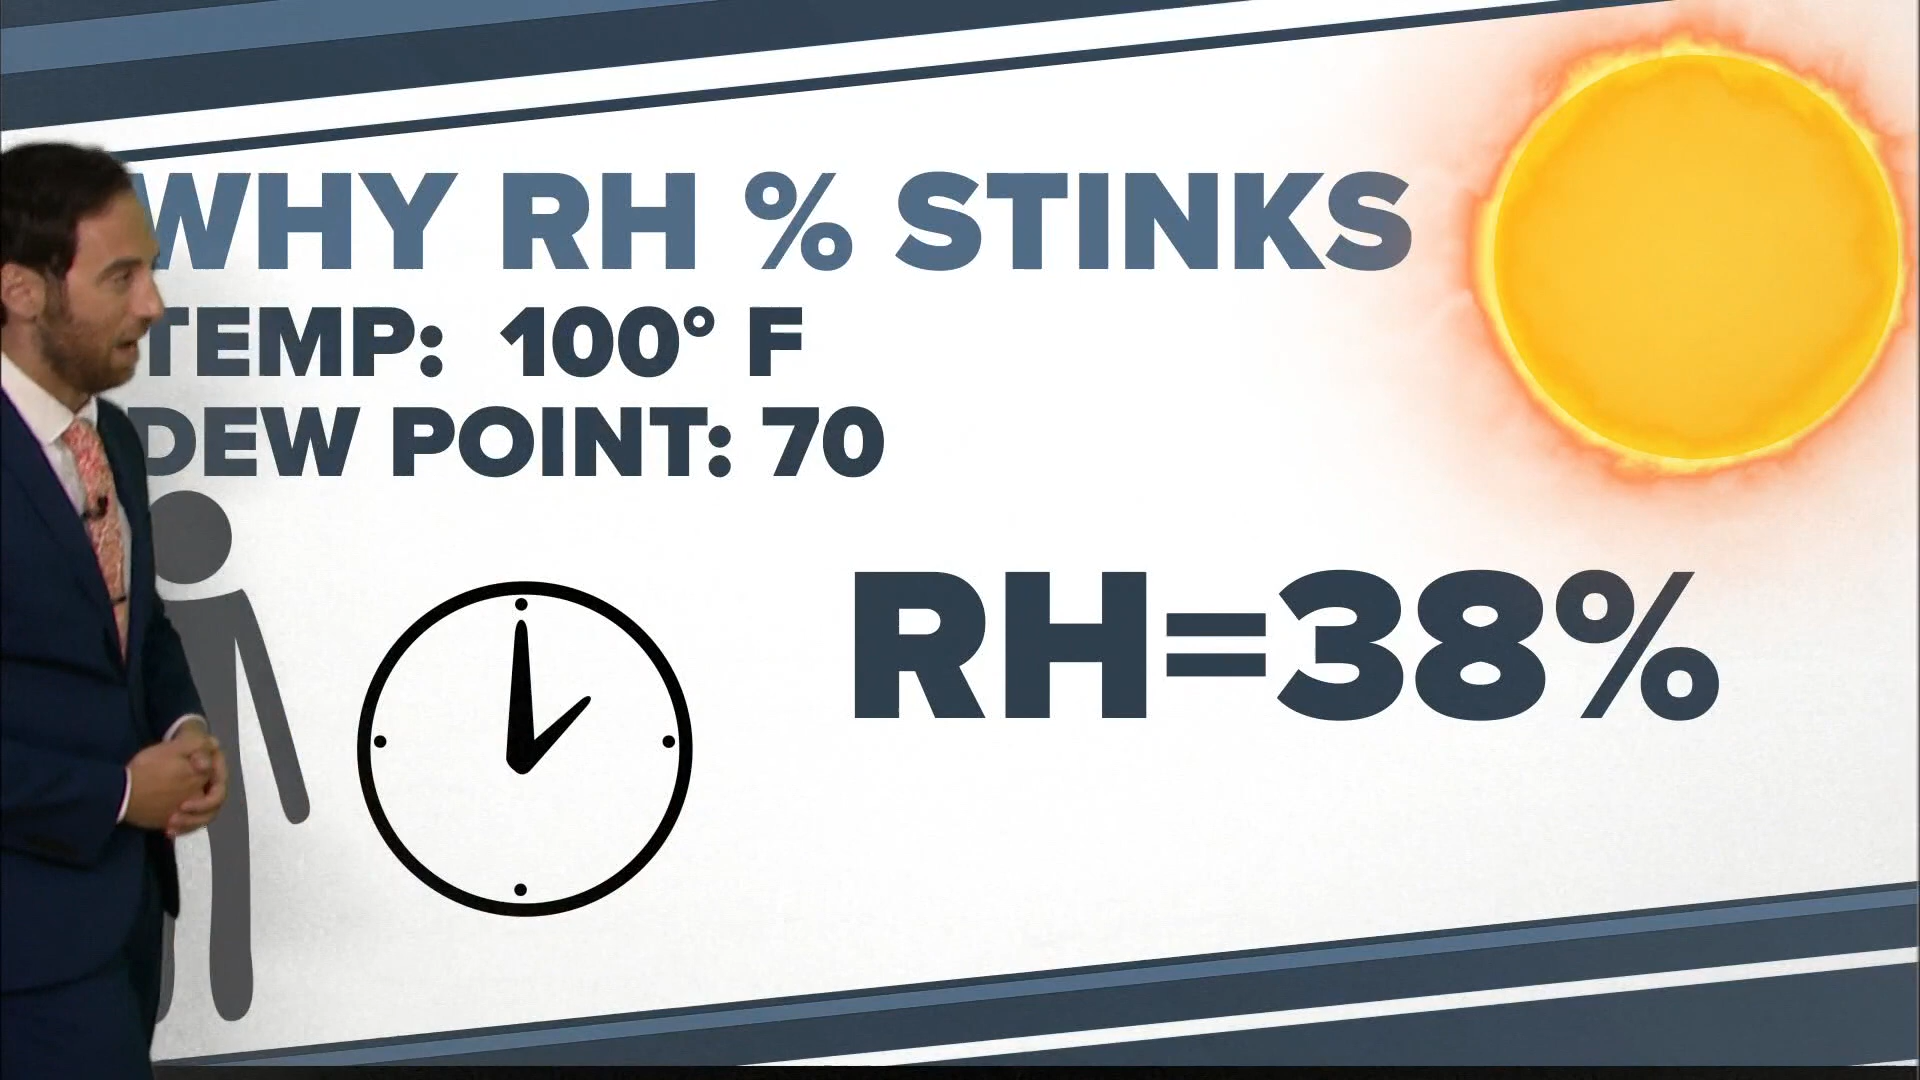 WHY RH % STINKS
TEMP: 100° F
DEW POINT: 70
RH=38%